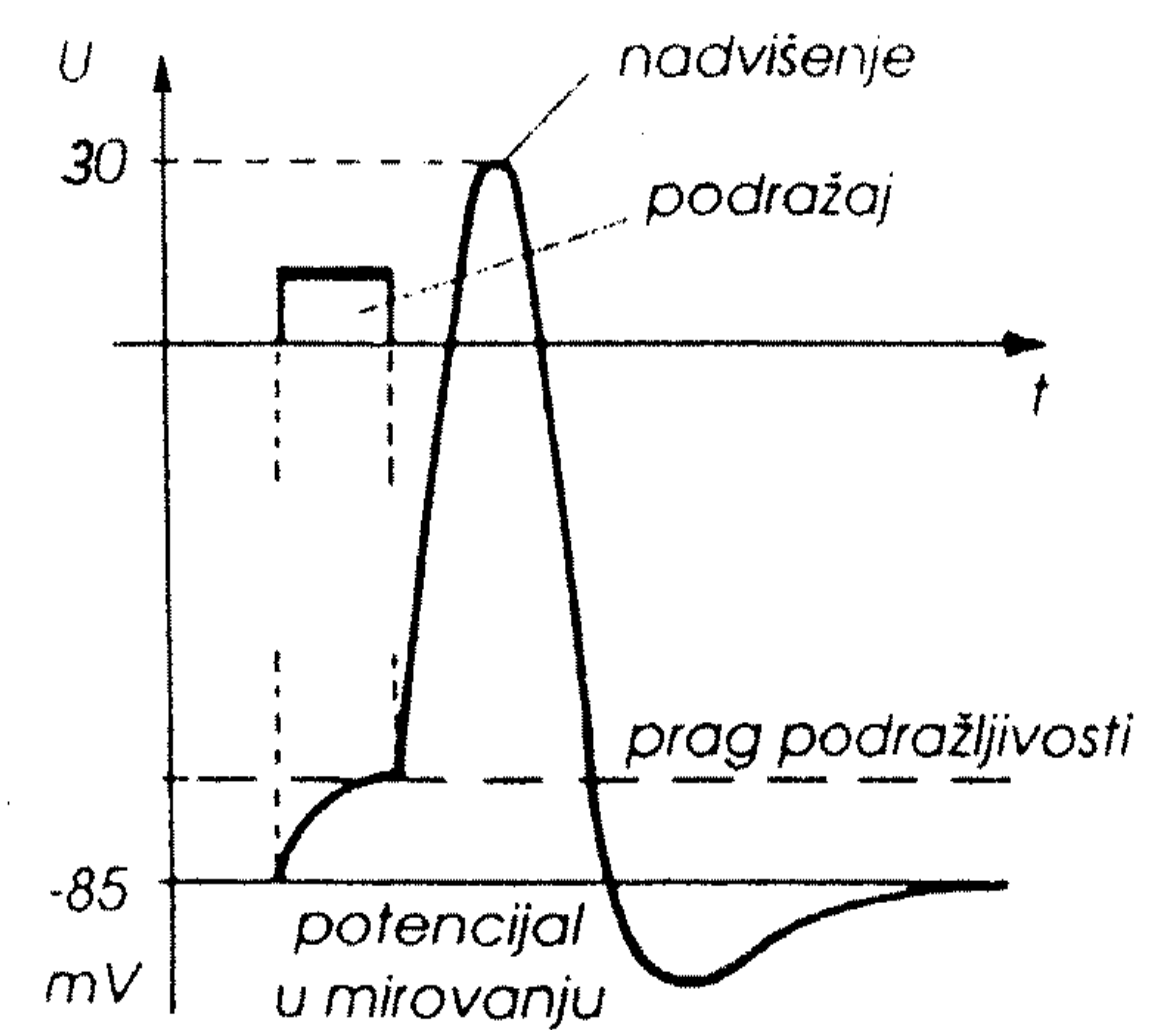 U
nadvišenje
30
podražaj
t
prag podražljivosti
-85
potencijal
mV
u mirovanju